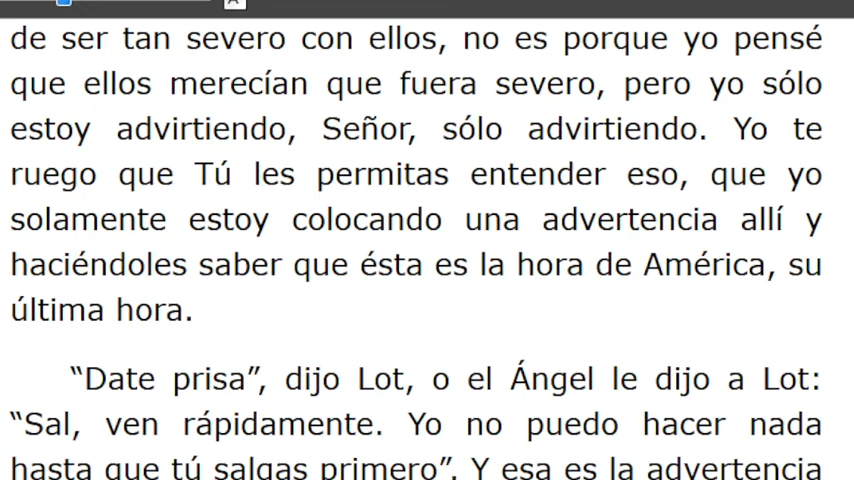 de ser tan severo con ellos, no es porque yo pensé
que ellos merecían que fuera severo, pero yo sólo
estoy advirtiendo, Señor, sólo advirtiendo. Yo te
ruego que Tú les permitas entender eso, que yo
solamente estoy colocando una advertencia allí y
haciéndoles saber que ésta es la hora de América, su
última hora.
“Date prisa”, dijo Lot, o el Ángel le dijo a Lot:
“Sal, ven rápidamente. Yo no puedo hacer nada
hasta que tú salgas primero”. Y esa es la advertencia